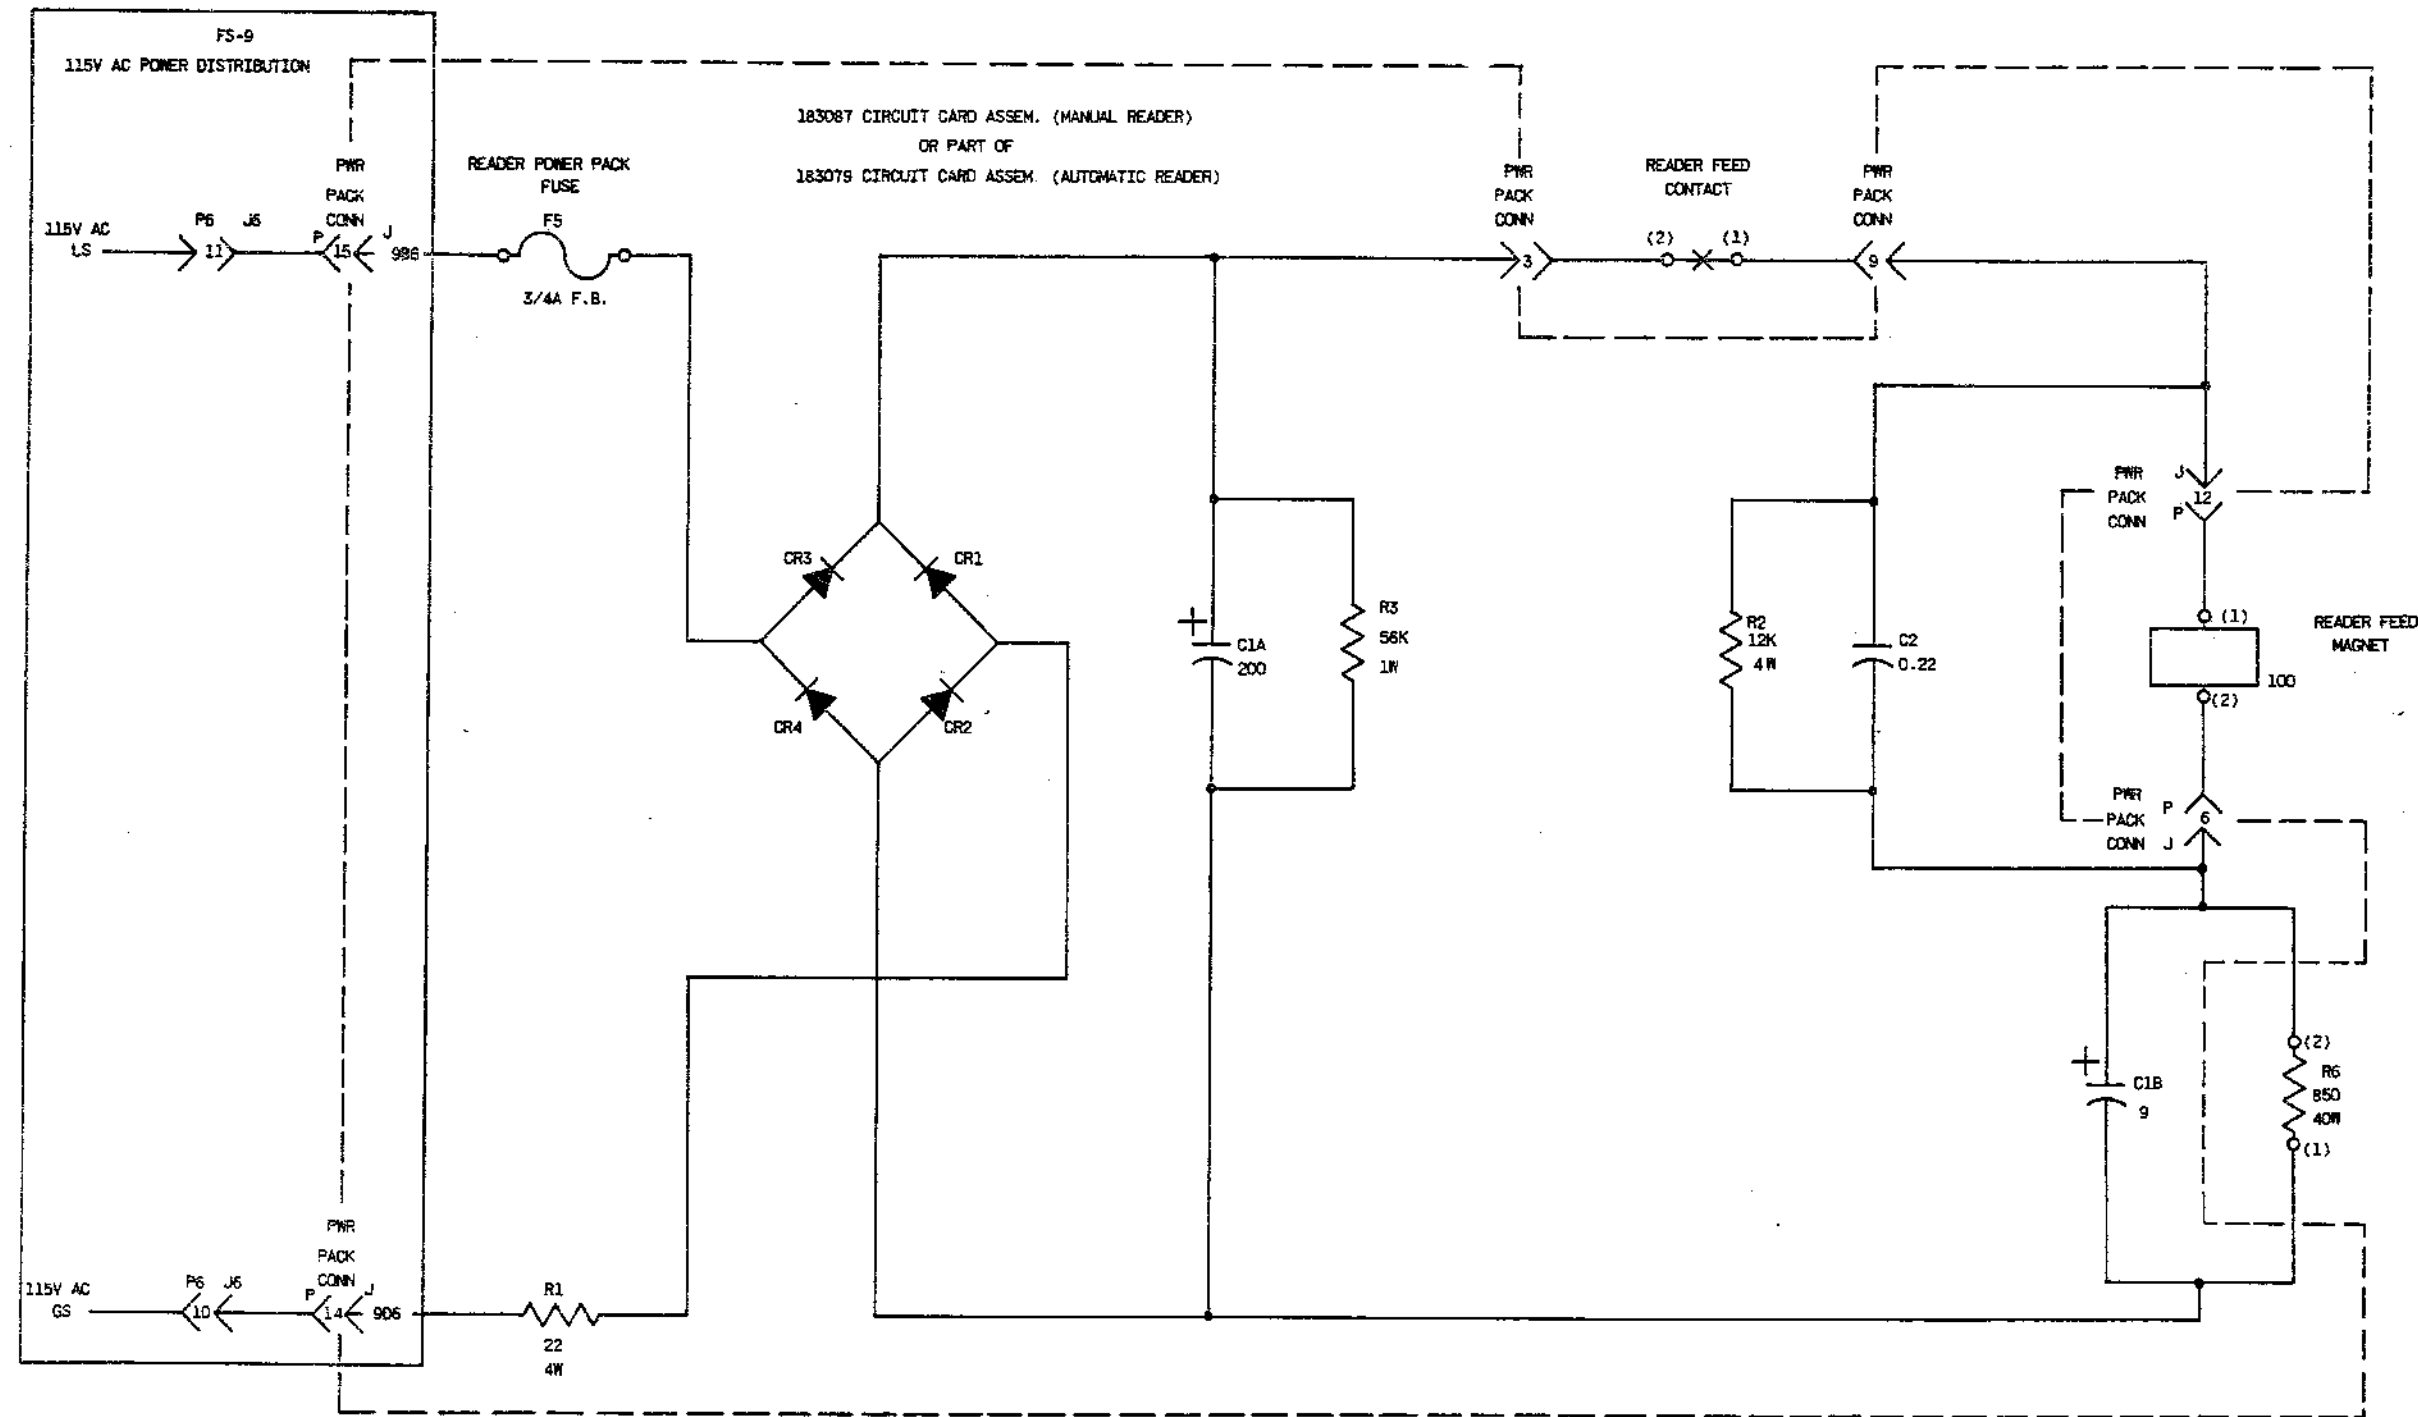 FS-9
115V AC POWER DISTRIBUTION
183087 CIRCUIT CARD ASSEM. (MANUAL READER)
OR PART OF
183079 CIRCUIT CARD ASSEM. (AUTOMATIC READER)
PWR
PACK
CONN
READER POWER PACK
FUSE
F5
3/4A F.B.
115V AC
LS
P6
J6
11
P
15
J
9B6
PWR
PACK
CONN
3
READER FEED
CONTACT
(2)
(1)
PWR
PACK
CONN
9
CR3
CR1
CR4
CR2
+
C1A
200
R3
56K
1W
R2
12K
4W
C2
0.22
PWR
PACK
CONN
J
12
P
(1)
READER FEED
MAGNET
100
(2)
PWR
PACK
CONN
P
6
J
+
C1B
9
(2)
R6
850
40W
(1)
PWR
PACK
CONN
115V AC
GS
P6
J6
10
P
14
J
9D6
R1
22
4W